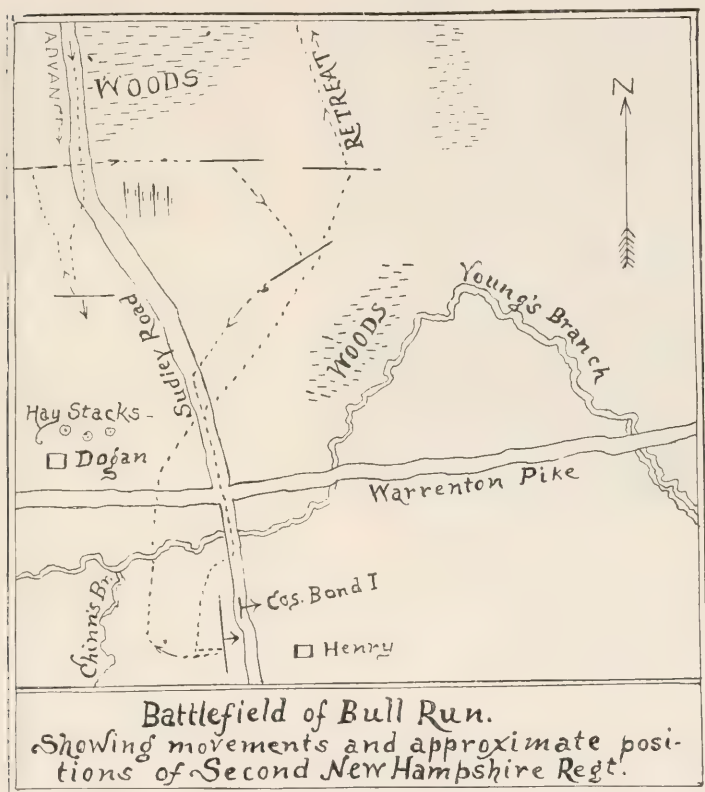 ADVANCE
WOODS
RETREAT
N
Sudley Road
WOODS
Young's Branch
Hay Stacks
Dogan
Warrenton Pike
Chinn's Br.
Cos. B and I
Henry
Battlefield of Bull Run.
Showing movements and approximate posi-
tions of Second New Hampshire Regt.